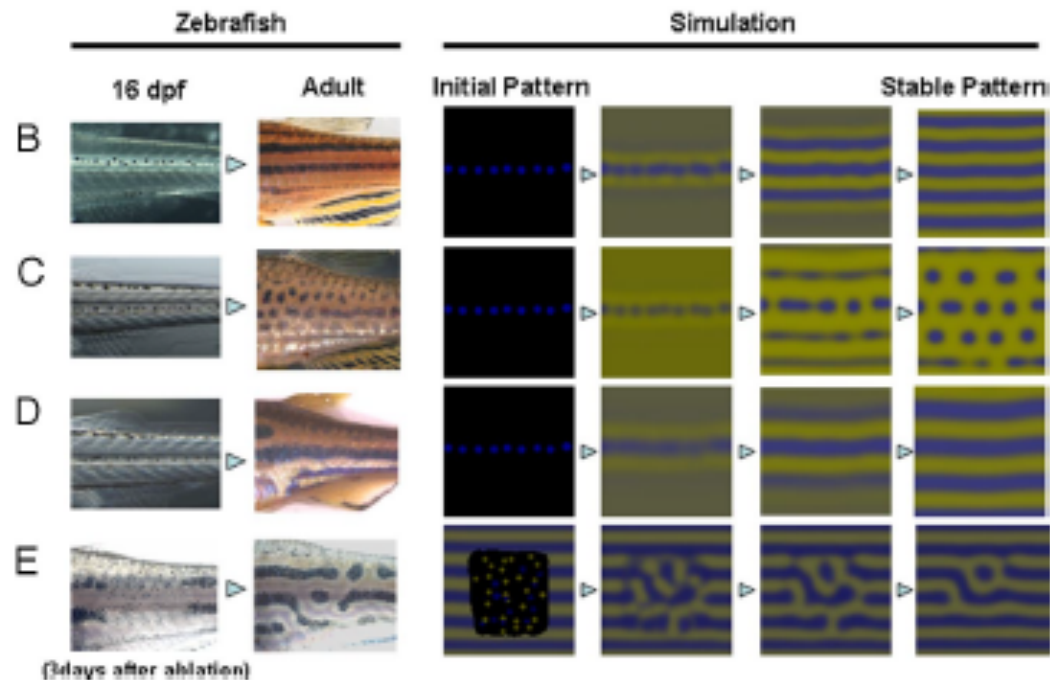 Zebrafish
Simulation
16 dpf
Adult
Initial Pattern
Stable Pattern
B
C
D
E
(3days after ablation)